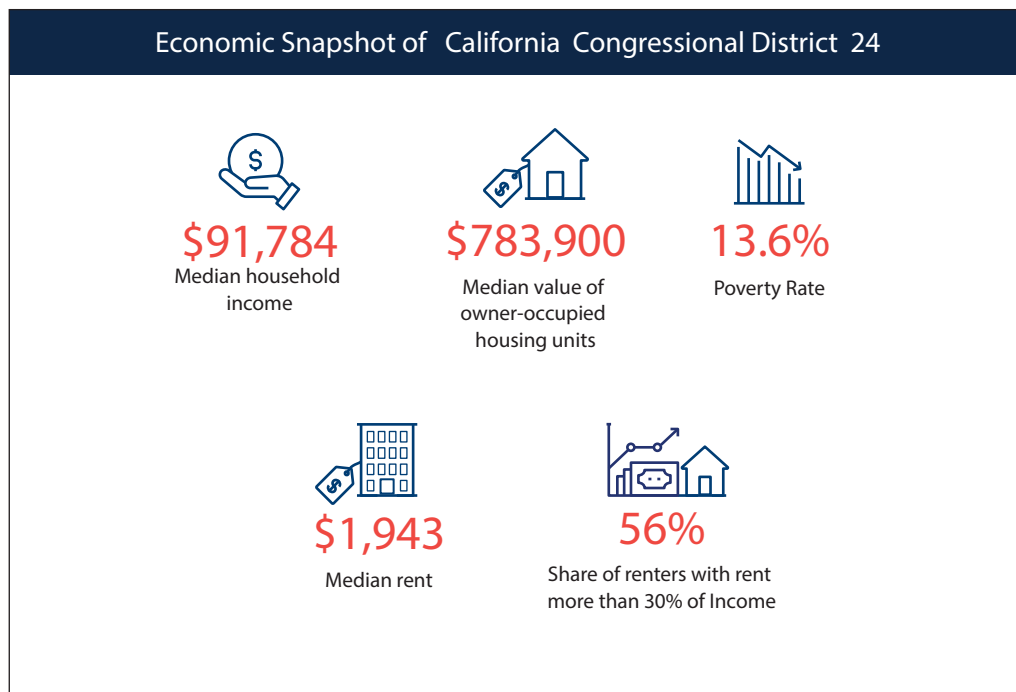 Economic Snapshot of California Congressional District 24
$
$91,784
Median household
income
$
$783,900
Median value of
owner-occupied
housing units
13.6%
Poverty Rate
$
$1,943
Median rent
56%
Share of renters with rent
more than 30% of Income